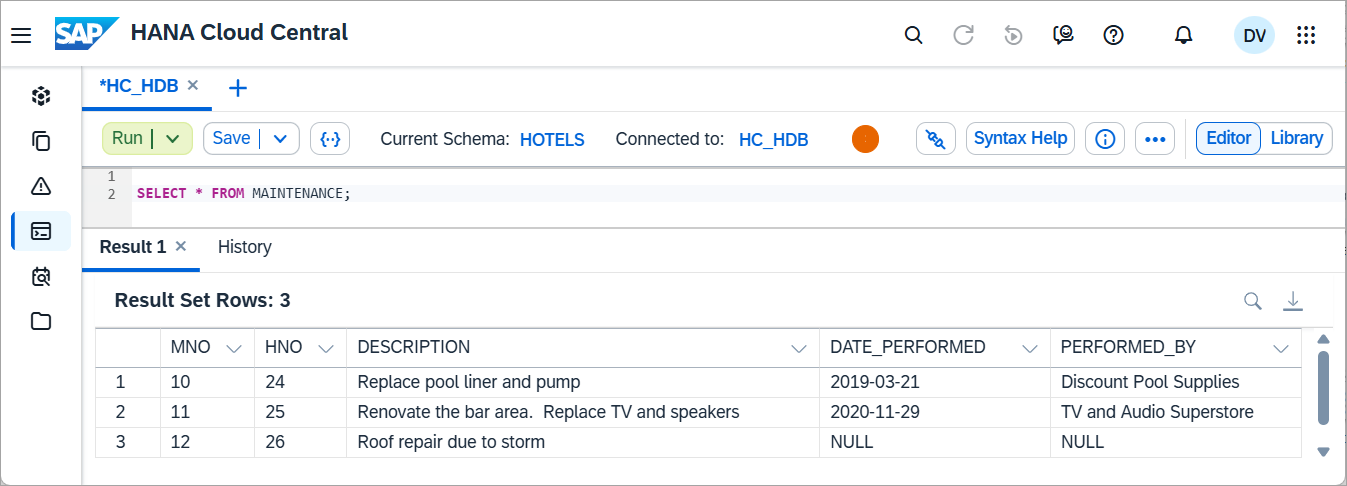 SAP HANA Cloud Central DV
*HC_HDB
Run Save {··} Current Schema: HOTELS Connected to: HC_HDB Syntax Help Editor Library
1
2 SELECT * FROM MAINTENANCE;
Result 1 History
Result Set Rows: 3
MNO HNO DESCRIPTION DATE_PERFORMED PERFORMED_BY
1 10 24 Replace pool liner and pump 2019-03-21 Discount Pool Supplies
2 11 25 Renovate the bar area.  Replace TV and speakers 2020-11-29 TV and Audio Superstore
3 12 26 Roof repair due to storm NULL NULL